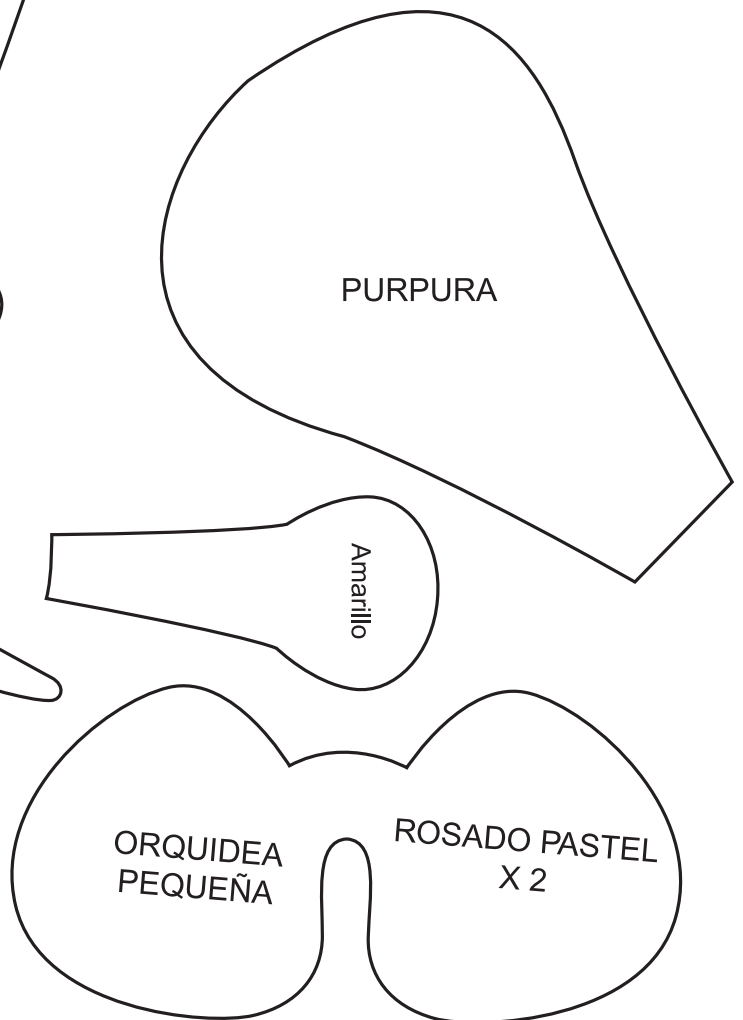 PURPURA
Amarillo
ORQUIDEA
PEQUEÑA
ROSADO PASTEL
X 2